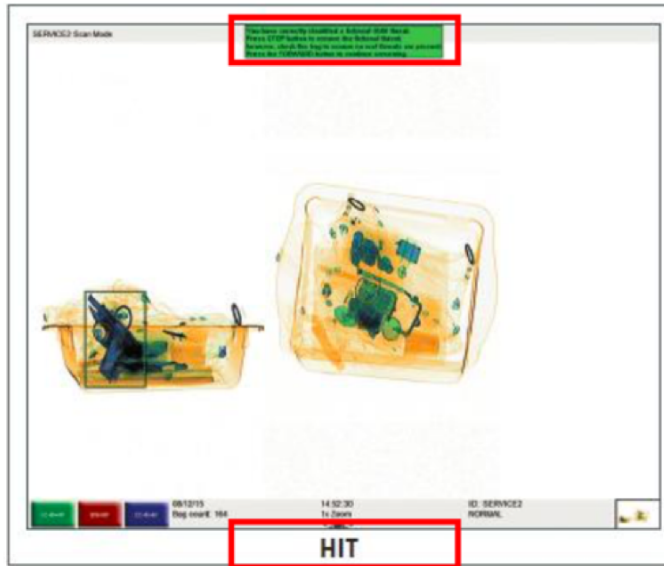 SERVICE2 Scan Mode
You have correctly identified a fictional GUN threat.
Press STOP button to remove the fictional threat,
however, check the bag to ensure no real threats are present
Press the FORWARD button to continue screening.
08/12/15
14:52:30
ID: SERVICE2
Bag count: 164
1x Zoom
NORMAL
HIT